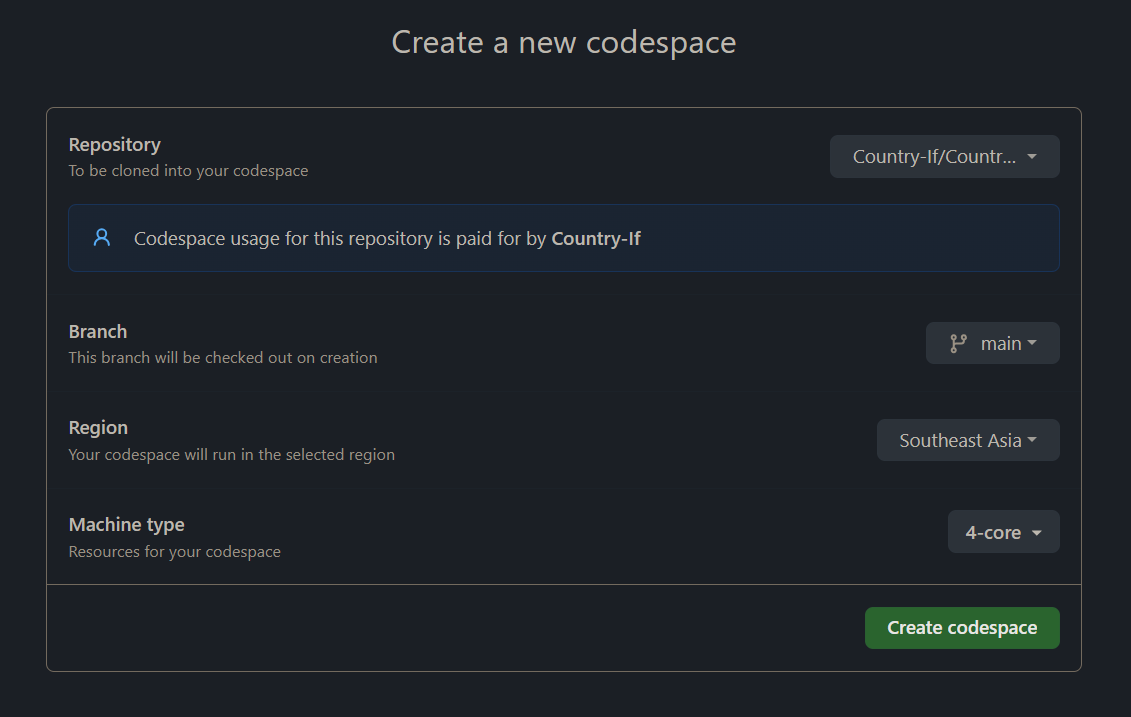 Create a new codespace
Repository
To be cloned into your codespace
Country-If/Countr...
Codespace usage for this repository is paid for by Country-If
Branch
This branch will be checked out on creation
main
Region
Your codespace will run in the selected region
Southeast Asia
Machine type
Resources for your codespace
4-core
Create codespace